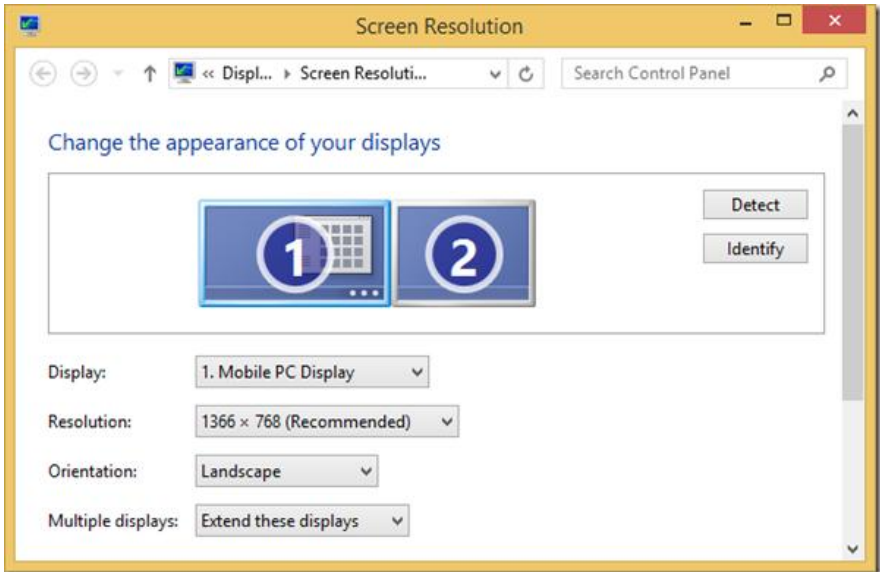 Screen Resolution
« Displ... Screen Resoluti... Search Control Panel
Change the appearance of your displays
1 2
Detect
Identify
Display: 1. Mobile PC Display
Resolution: 1366 × 768 (Recommended)
Orientation: Landscape
Multiple displays: Extend these displays